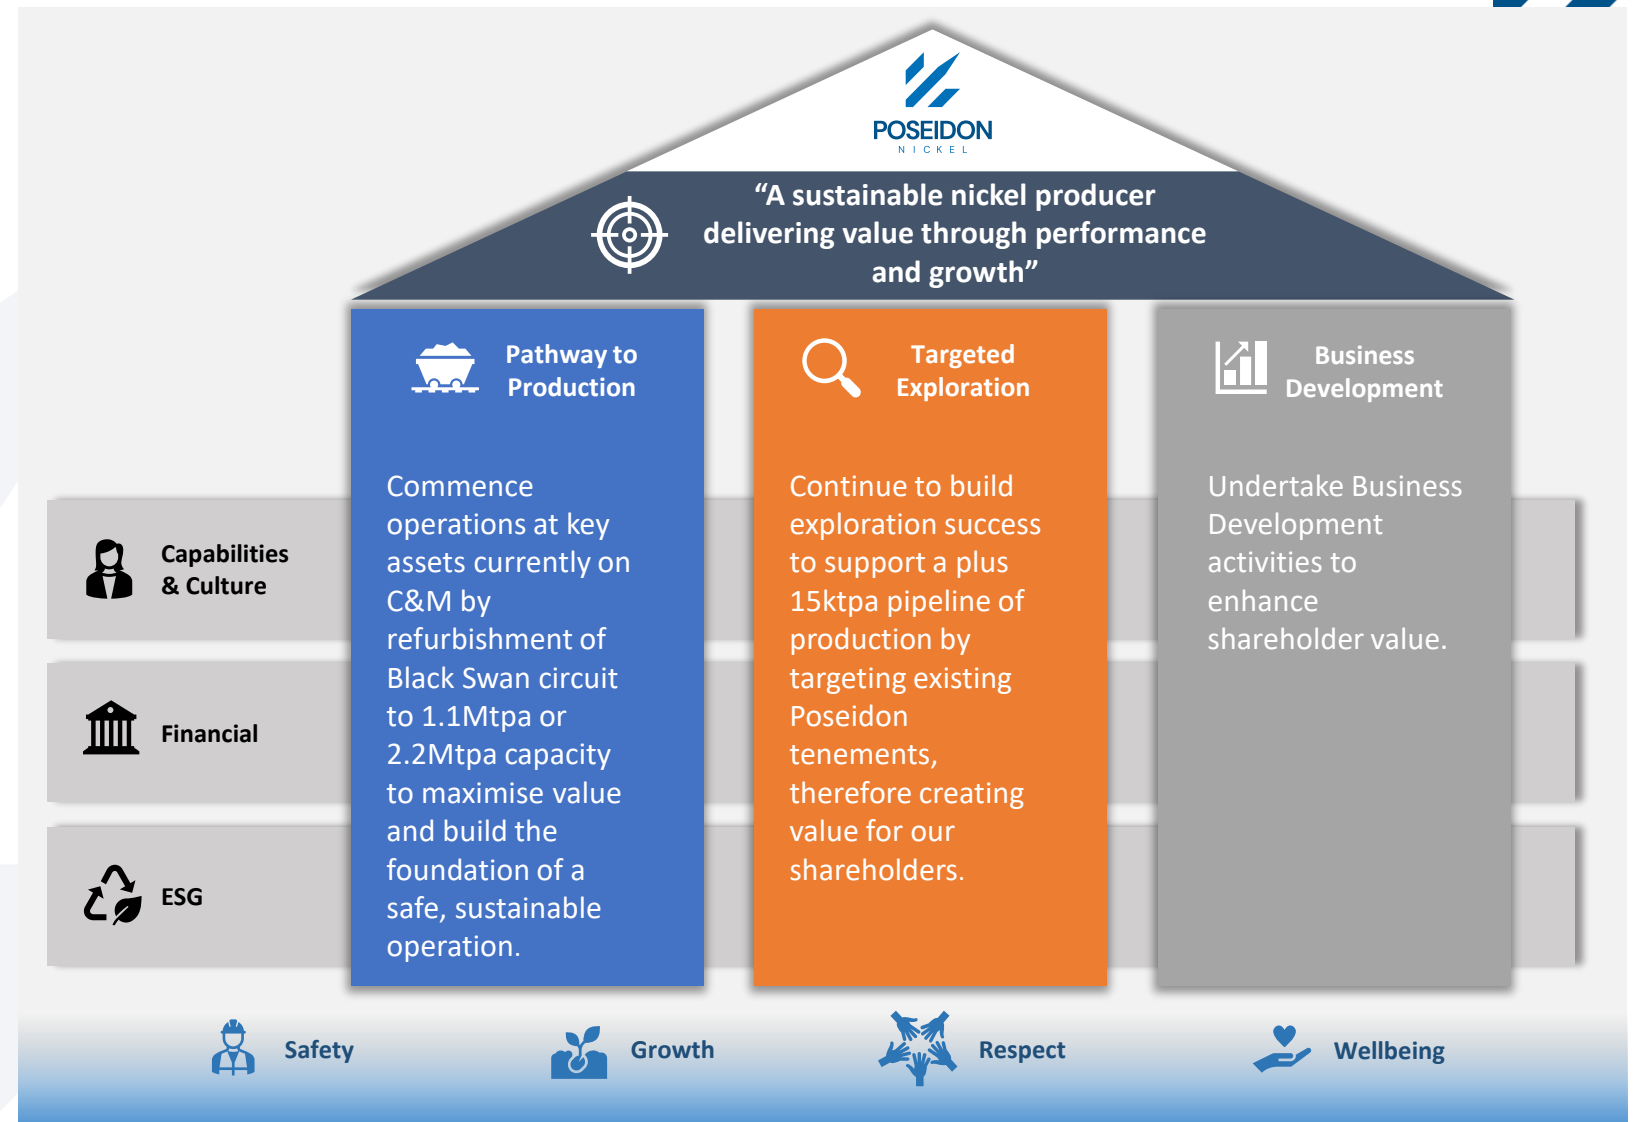 POSEIDON
NICKEL
“A sustainable nickel producer
delivering value through performance
and growth”
Pathway to
Production
Commence
operations at key
assets currently on
C&M by
refurbishment of
Black Swan circuit
to 1.1Mtpa or
2.2Mtpa capacity
to maximise value
and build the
foundation of a
safe, sustainable
operation.
Targeted
Exploration
Continue to build
exploration success
to support a plus
15ktpa pipeline of
production by
targeting existing
Poseidon
tenements,
therefore creating
value for our
shareholders.
Business
Development
Undertake Business
Development
activities to
enhance
shareholder value.
Capabilities
& Culture
Financial
ESG
Safety
Growth
Respect
Wellbeing